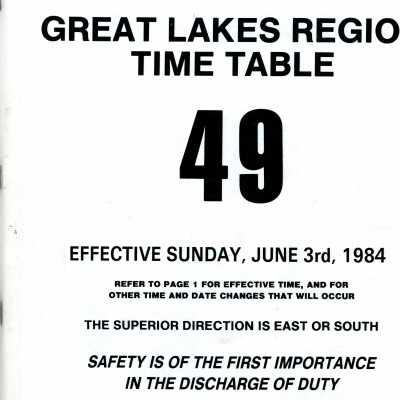 GREAT LAKES REGIO
TIME TABLE
49
EFFECTIVE SUNDAY, JUNE 3rd, 1984
REFER TO PAGE 1 FOR EFFECTIVE TIME, AND FOR
OTHER TIME AND DATE CHANGES THAT WILL OCCUR
THE SUPERIOR DIRECTION IS EAST OR SOUTH
SAFETY IS OF THE FIRST IMPORTANCE
IN THE DISCHARGE OF DUTY